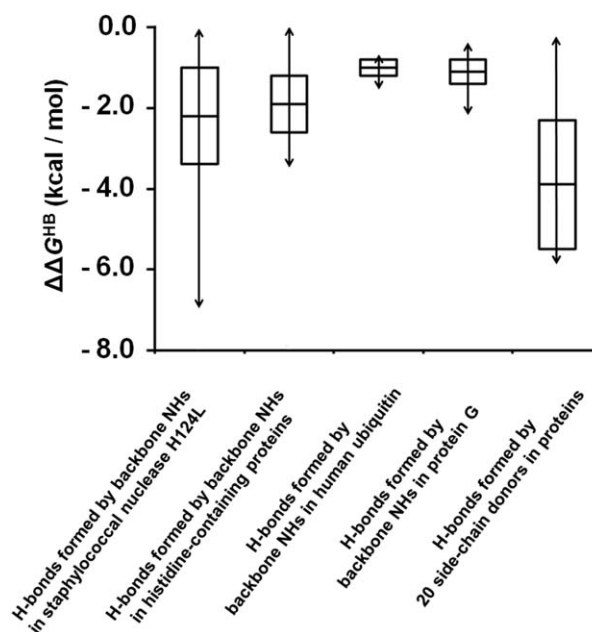 0.0
- 2.0
- 4.0
- 6.0
- 8.0
ΔΔG^HB (kcal / mol)
H-bonds formed by backbone NHs
in staphylococcal nuclease H124L
H-bonds formed by backbone NHs
in histidine-containing proteins
H-bonds formed by
backbone NHs in human ubiquitin
H-bonds formed by
backbone NHs in protein G
H-bonds formed by
20 side-chain donors in proteins